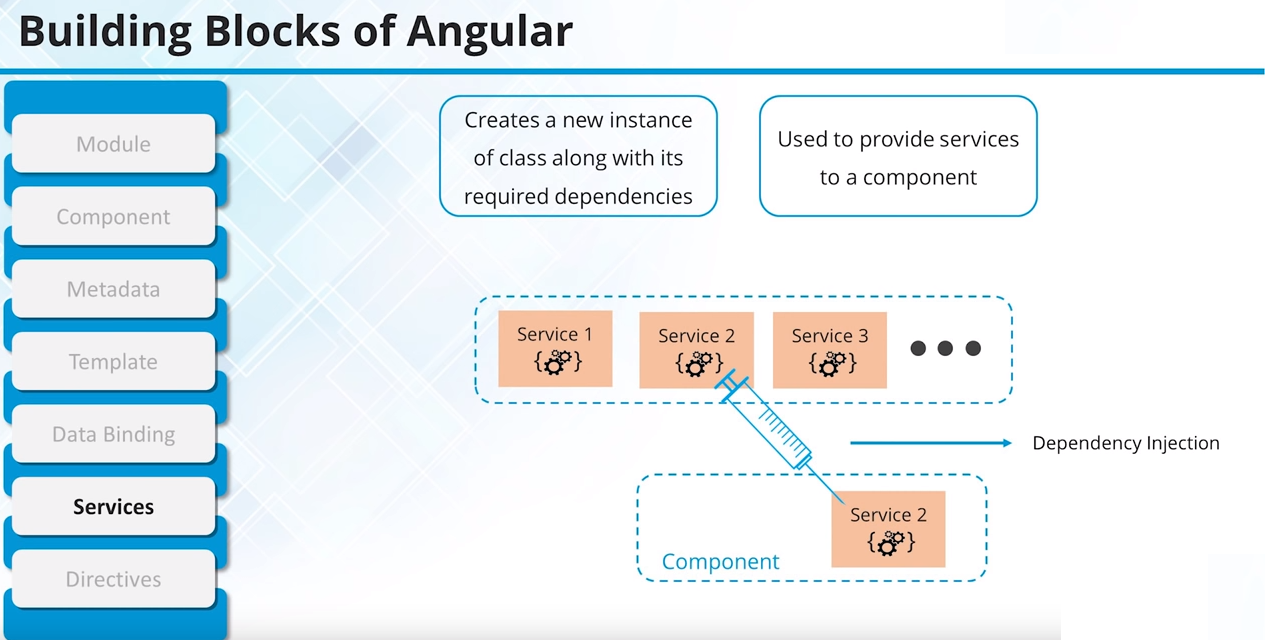 Building Blocks of Angular
Module
Component
Metadata
Template
Data Binding
Services
Directives
Creates a new instance
of class along with its
required dependencies
Used to provide services
to a component
Service 1
{ }
Service 2
{ }
Service 3
{ }
Dependency Injection
Service 2
{ }
Component